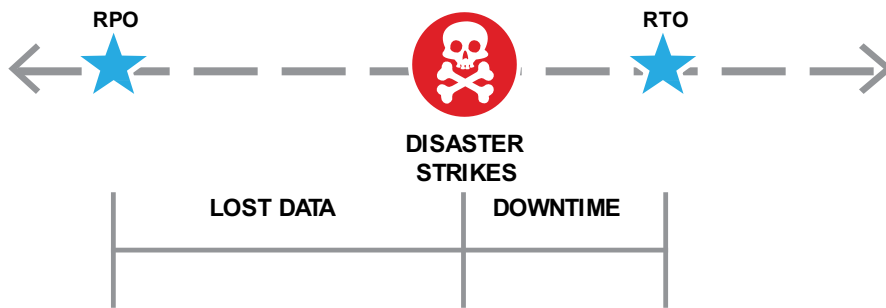 RPO
RTO
DISASTER
STRIKES
LOST DATA
DOWNTIME